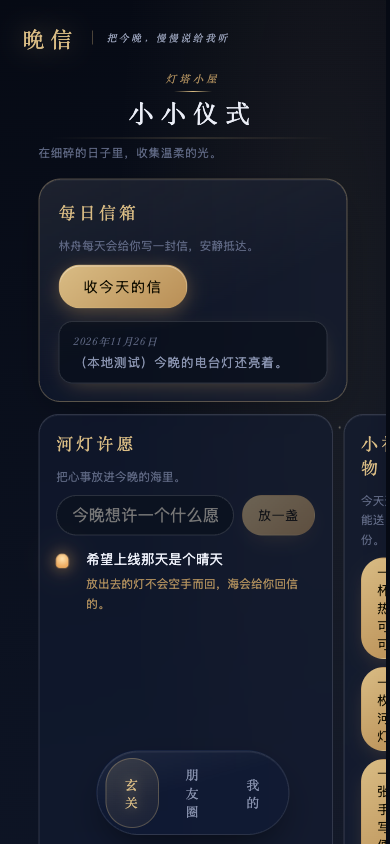 晚信
把今晚，慢慢说给我听
灯塔小屋
小小仪式
在细碎的日子里，收集温柔的光。
每日信箱
林舟每天会给你写一封信，安静抵达。
收今天的信
2026年11月26日
（本地测试）今晚的电台灯还亮着。
河灯许愿
把心事放进今晚的海里。
今晚想许一个什么愿
放一盏
希望上线那天是个晴天
放出去的灯不会空手而回，海会给你回信
的。
小
物
今天
能送
份。
一
杯
热
可
可
一
枚
河
灯
一
张
手
写
玄
关
朋
友
圈
我
的